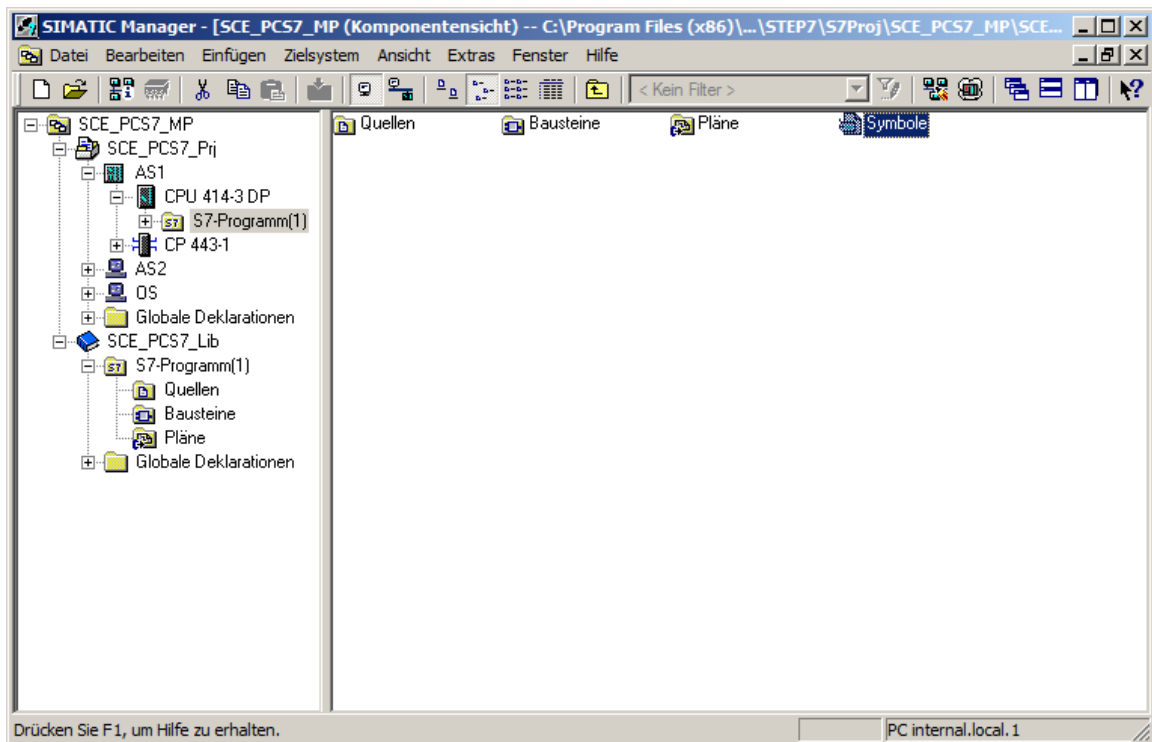 SIMATIC Manager - [SCE_PCS7_MP (Komponentensicht) -- C:\Program Files (x86)\...\STEP7\S7Proj\SCE_PCS7_MP\SCE...
Datei Bearbeiten Einfügen Zielsystem Ansicht Extras Fenster Hilfe
< Kein Filter >
SCE_PCS7_MP
SCE_PCS7_Prj
AS1
CPU 414-3 DP
S7-Programm(1)
CP 443-1
AS2
OS
Globale Deklarationen
SCE_PCS7_Lib
S7-Programm(1)
Quellen
Bausteine
Pläne
Globale Deklarationen
Quellen Bausteine Pläne Symbole
Drücken Sie F1, um Hilfe zu erhalten. PC internal.local.1